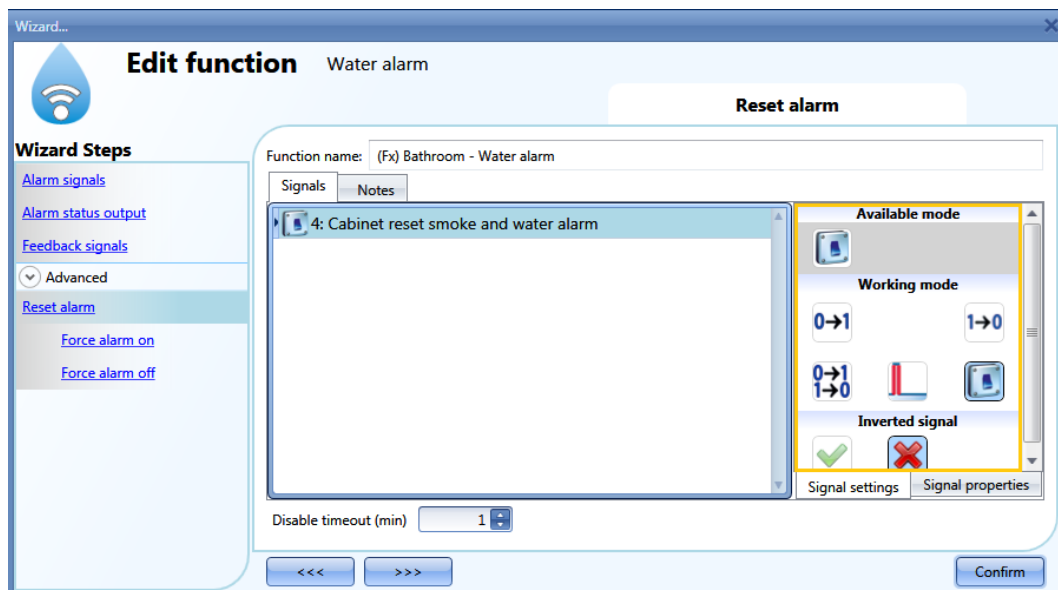 Wizard...
Edit function Water alarm
Reset alarm
Wizard Steps
Alarm signals
Alarm status output
Feedback signals
Advanced
Reset alarm
Force alarm on
Force alarm off
Function name: (Fx) Bathroom - Water alarm
Signals Notes
4: Cabinet reset smoke and water alarm
Available mode
Working mode
0→1 1→0
0→1
1→0
Inverted signal
Signal settings Signal properties
Disable timeout (min) 1
<<< >>> Confirm